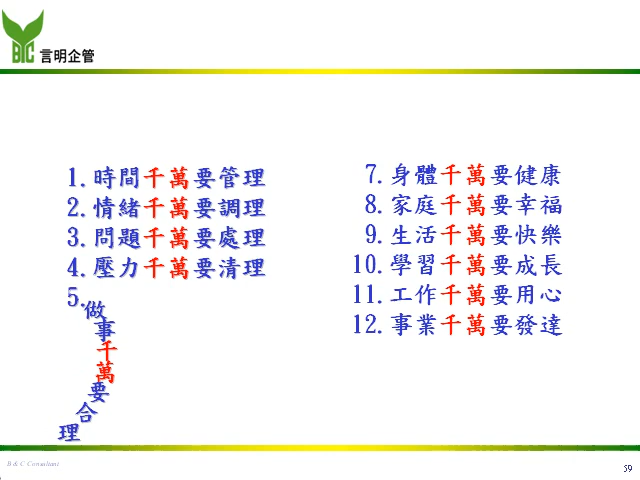 BTC 言明企管
1. 時間千萬要管理
2. 情緒千萬要調理
3. 問題千萬要處理
4. 壓力千萬要清理
5. 做事千萬要合理
7. 身體千萬要健康
8. 家庭千萬要幸福
9. 生活千萬要快樂
10. 學習千萬要成長
11. 工作千萬要用心
12. 事業千萬要發達
B & C Consultant
59